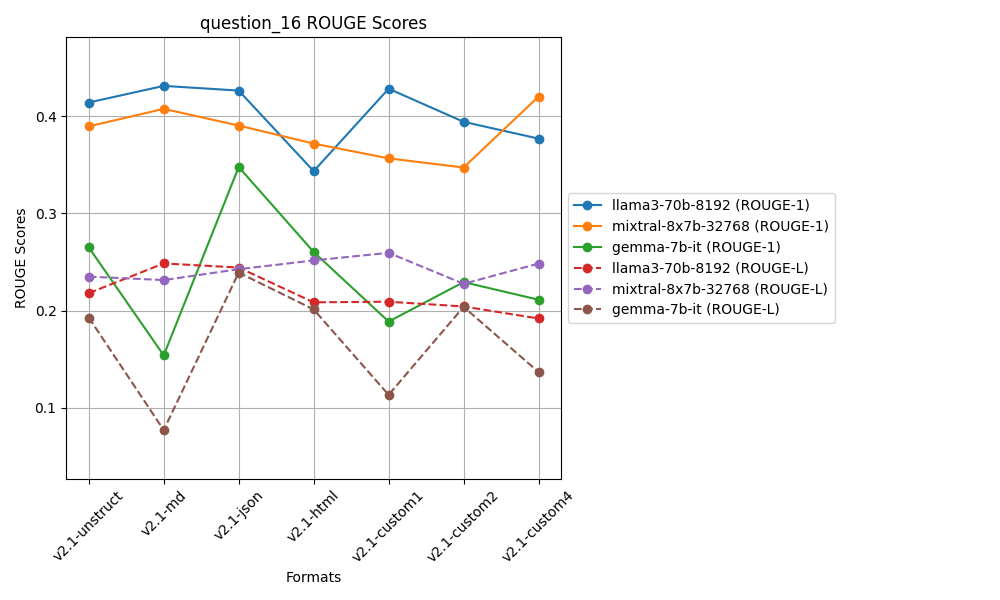 question_16 ROUGE Scores
ROUGE Scores
0.4
0.3
0.2
0.1
v2.1-unstruct
v2.1-md
v2.1-json
v2.1-html
v2.1-custom1
v2.1-custom2
v2.1-custom4
Formats
llama3-70b-8192 (ROUGE-1)
mixtral-8x7b-32768 (ROUGE-1)
gemma-7b-it (ROUGE-1)
llama3-70b-8192 (ROUGE-L)
mixtral-8x7b-32768 (ROUGE-L)
gemma-7b-it (ROUGE-L)